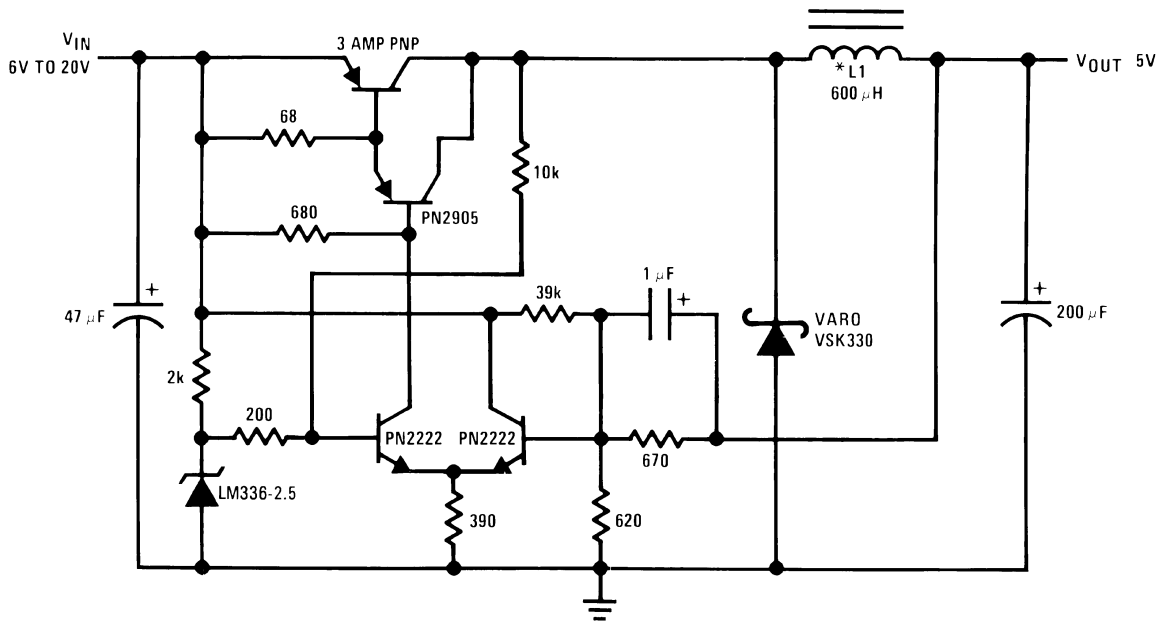 V_IN
6V TO 20V
3 AMP PNP
*L1
600 µH
V_OUT 5V
68
10k
PN2905
680
1 µF
+
39k
+
47 µF
+
200 µF
VARO
VSK330
2k
200
PN2222
PN2222
670
LM336-2.5
390
620